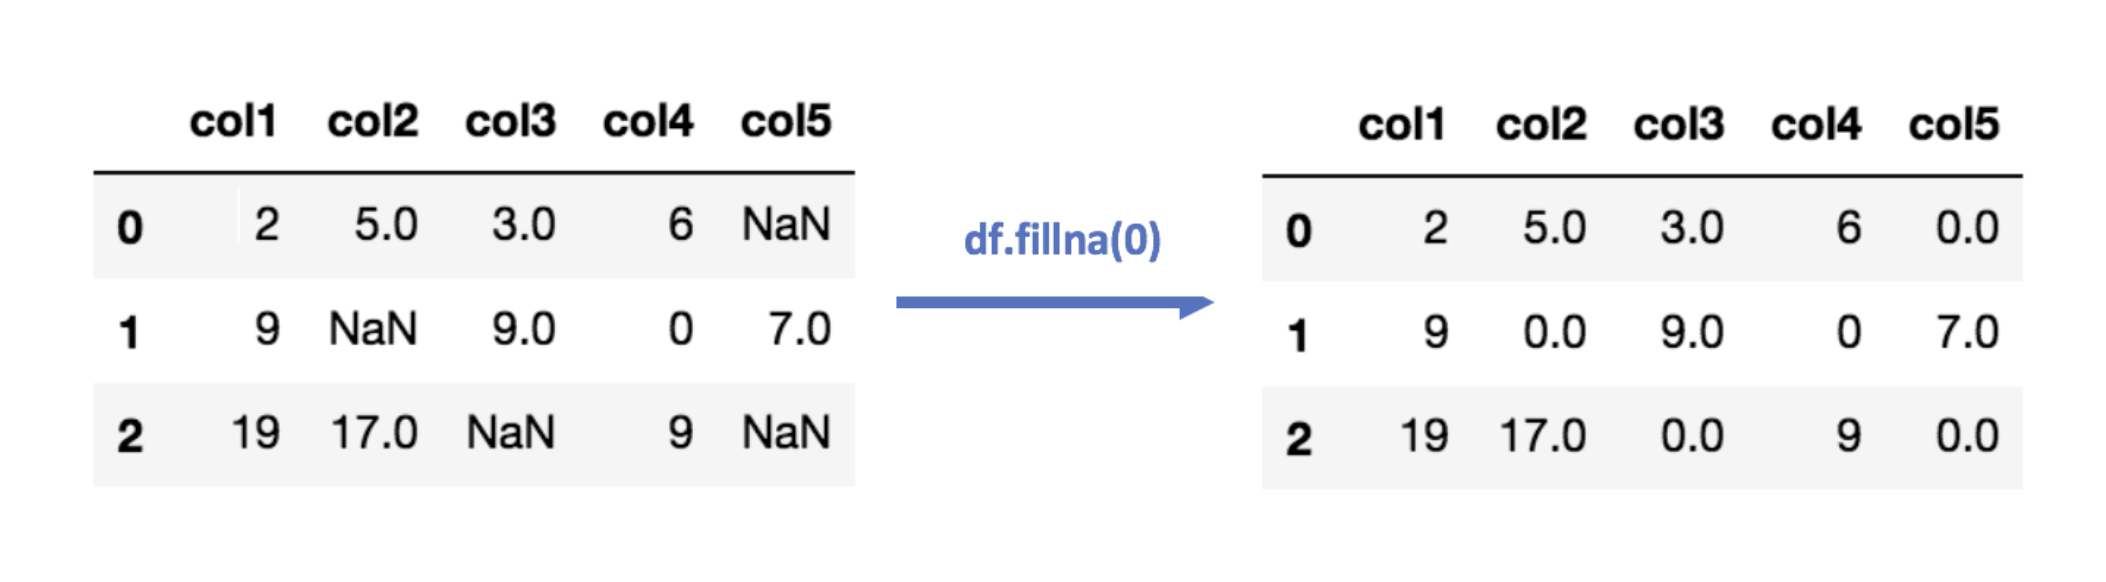 col1 col2 col3 col4 col5
0 2 5.0 3.0 6 NaN
1 9 NaN 9.0 0 7.0
2 19 17.0 NaN 9 NaN
df.fillna(0)
col1 col2 col3 col4 col5
0 2 5.0 3.0 6 0.0
1 9 0.0 9.0 0 7.0
2 19 17.0 0.0 9 0.0